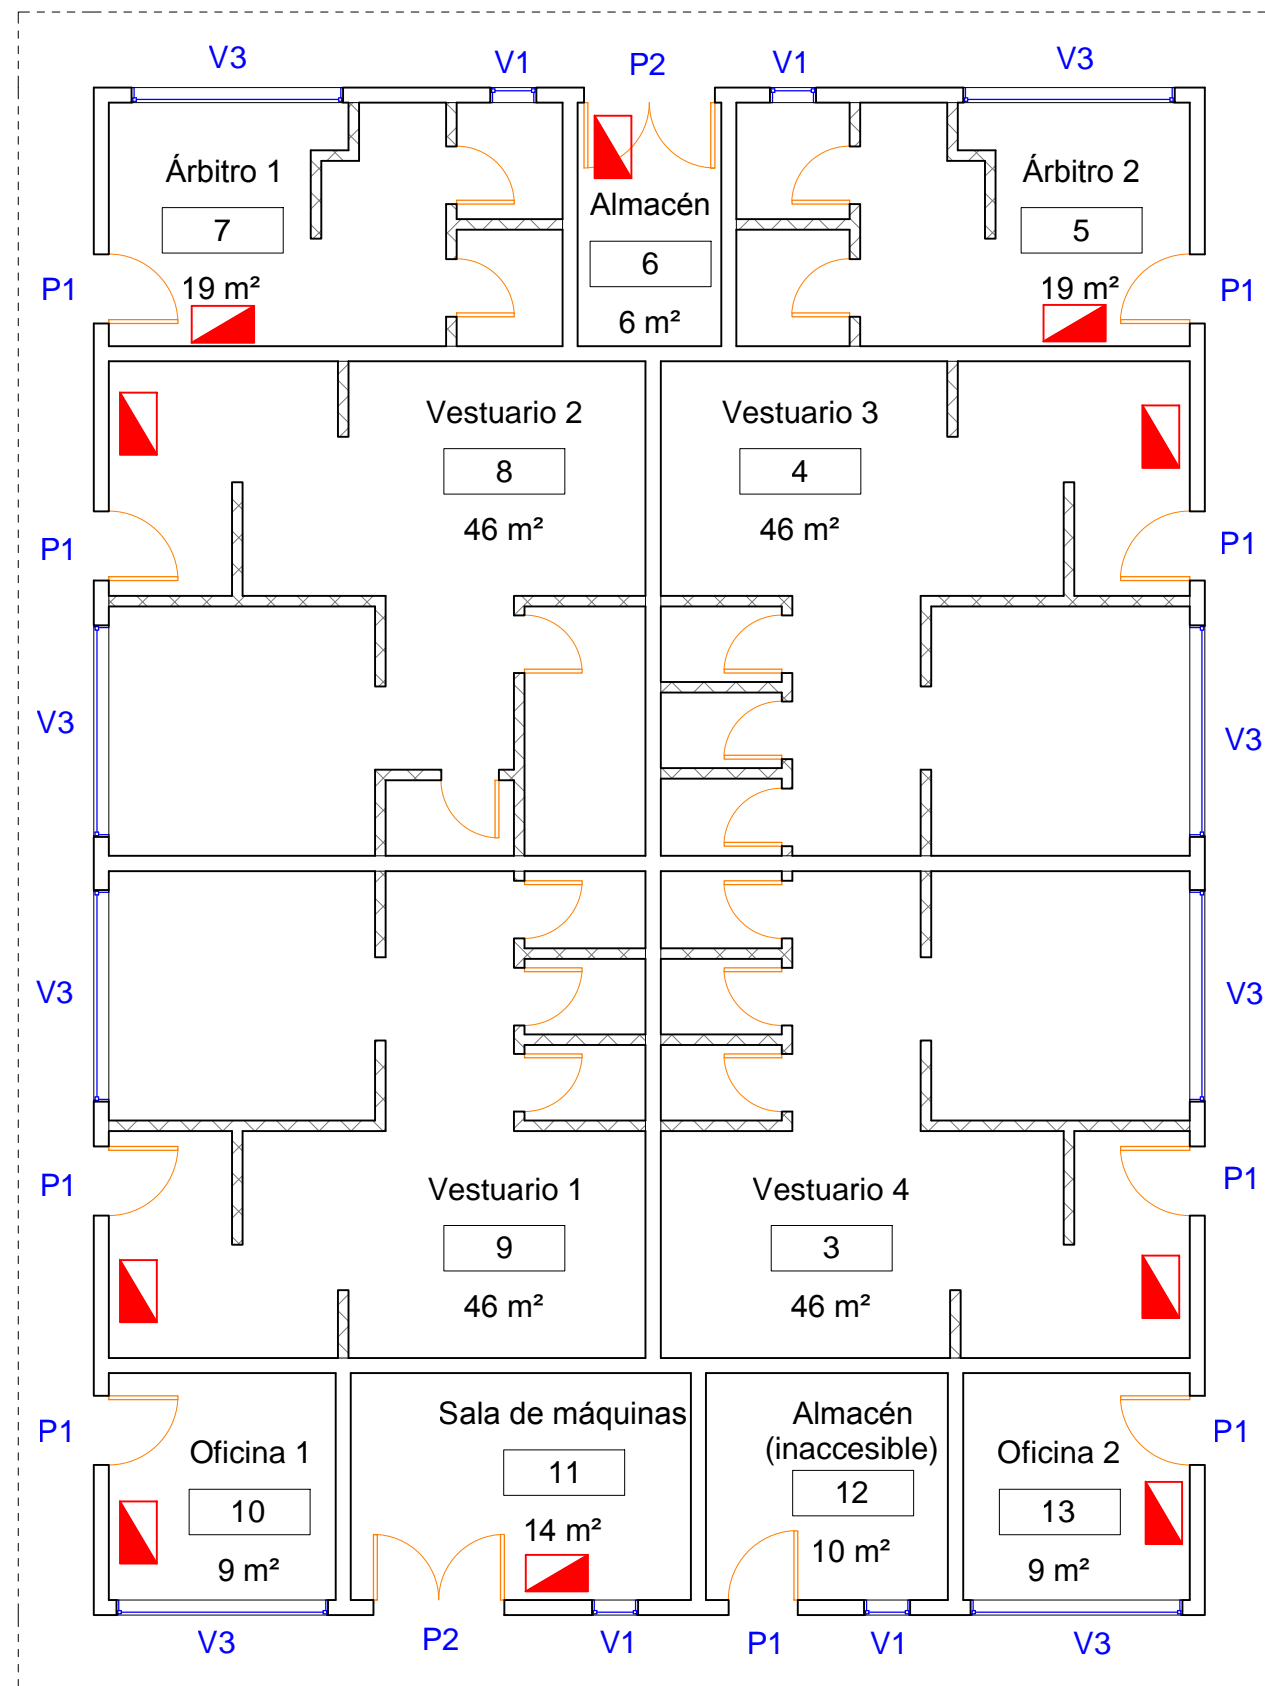 V3
V1
P2
V1
V3
Árbitro 1
7
19 m²
Almacén
6
6 m²
Árbitro 2
5
19 m²
P1
P1
Vestuario 2
8
46 m²
Vestuario 3
4
46 m²
P1
P1
V3
V3
V3
V3
P1
P1
Vestuario 1
9
46 m²
Vestuario 4
3
46 m²
P1
P1
Oficina 1
10
9 m²
Sala de máquinas
11
14 m²
Almacén
(inaccesible)
12
10 m²
Oficina 2
13
9 m²
V3
P2
V1
P1
V1
V3